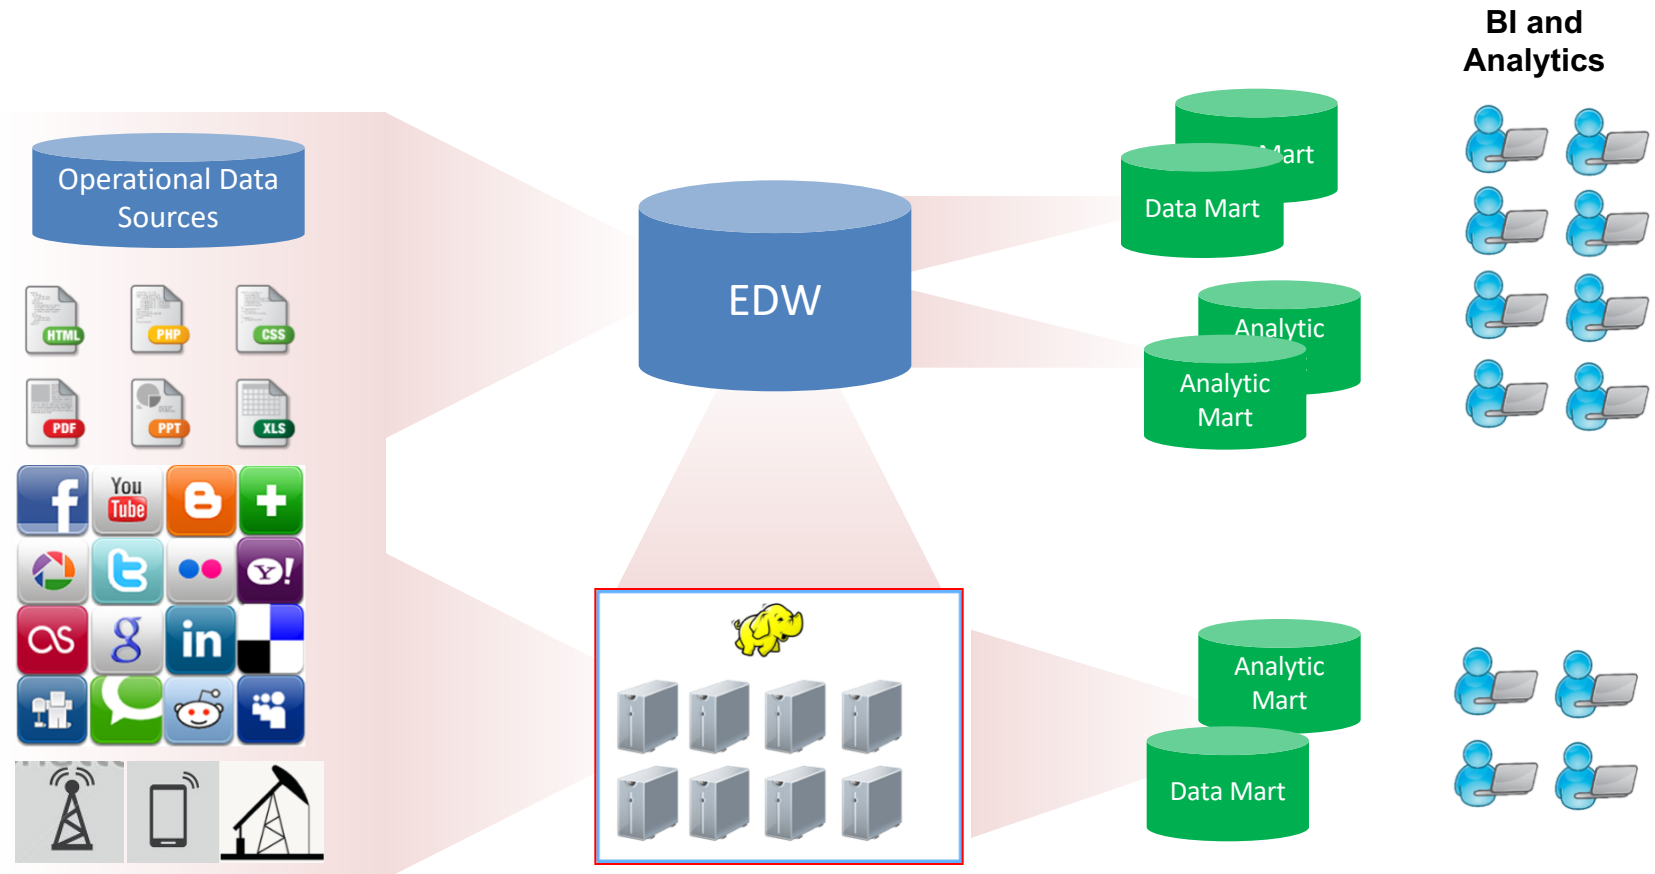 BI and
Analytics
Operational Data
Sources
HTML
PHP
CSS
PDF
PPT
XLS
You
Tube
Y!
g
in
EDW
Mart
Data Mart
Analytic
Analytic
Mart
Analytic
Mart
Data Mart